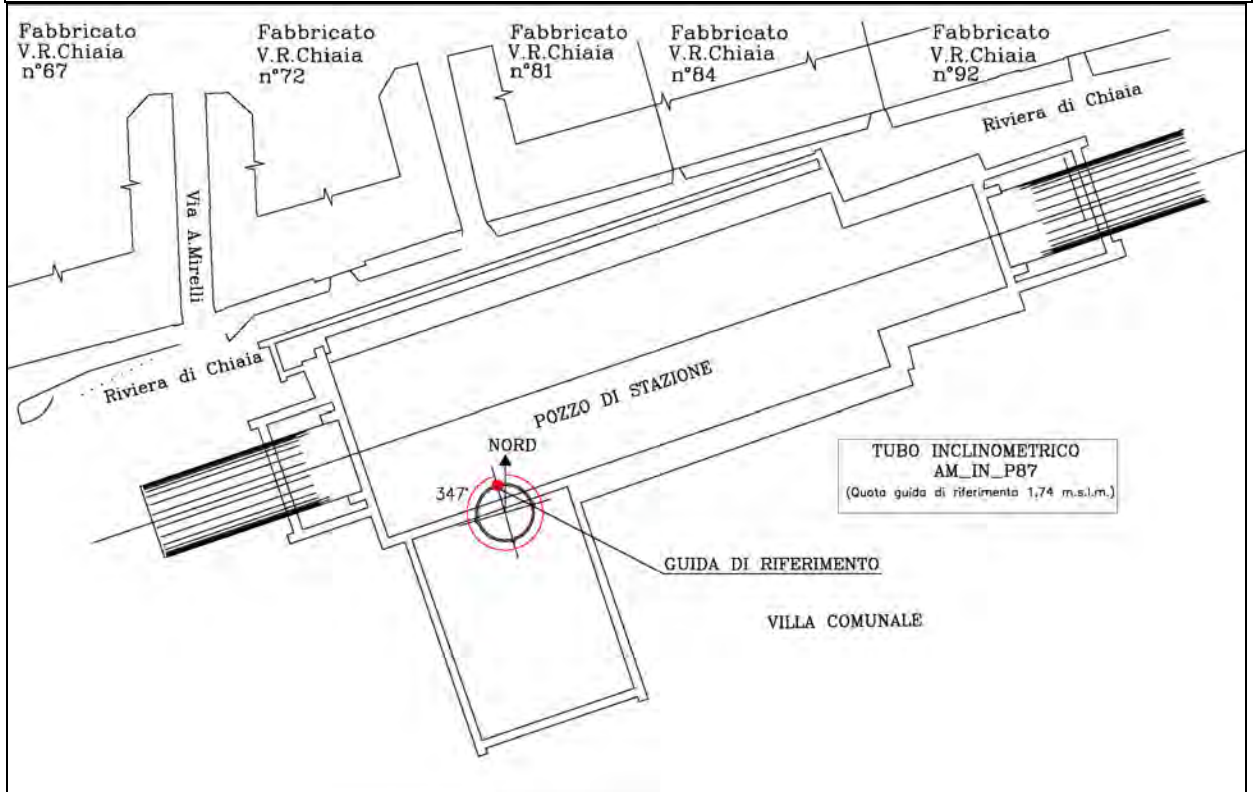 Fabbricato
V.R.Chiaia
n°67
Fabbricato
V.R.Chiaia
n°72
Fabbricato
V.R.Chiaia
n°81
Fabbricato
V.R.Chiaia
n°84
Fabbricato
V.R.Chiaia
n°92
Riviera di Chiaia
Via A.Mirelli
Riviera di Chiaia
POZZO DI STAZIONE
NORD
347°
TUBO INCLINOMETRICO
AM_IN_P87
(Quota guida di riferimento 1,74 m.s.l.m.)
GUIDA DI RIFERIMENTO
VILLA COMUNALE